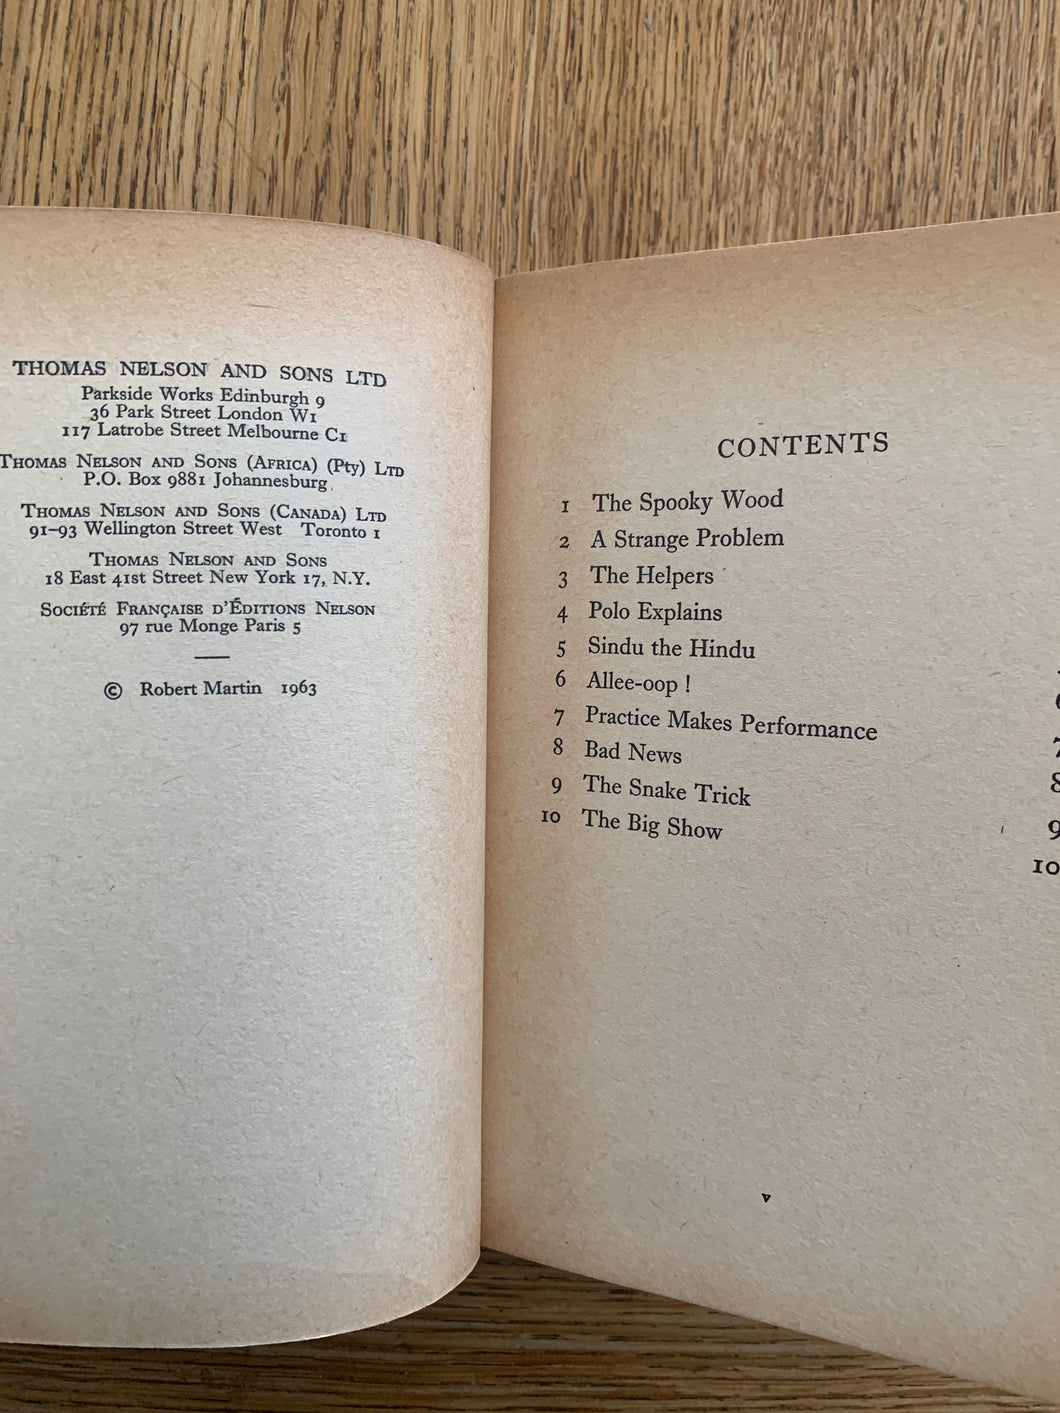 THOMAS NELSON AND SONS LTD
Parkside Works Edinburgh 9
36 Park Street London W1
117 Latrobe Street Melbourne C1
THOMAS NELSON AND SONS (AFRICA) (Pty) LTD
P.O. Box 9881 Johannesburg
THOMAS NELSON AND SONS (CANADA) LTD
91–93 Wellington Street West Toronto 1
THOMAS NELSON AND SONS
18 East 41st Street New York 17, N.Y.
SOCIÉTÉ FRANÇAISE D'ÉDITIONS NELSON
97 rue Monge Paris 5
© Robert Martin 1963
CONTENTS
1 The Spooky Wood
2 A Strange Problem
3 The Helpers
4 Polo Explains
5 Sindu the Hindu
6 Allee-oop !
7 Practice Makes Performance
8 Bad News
9 The Snake Trick
10 The Big Show
v